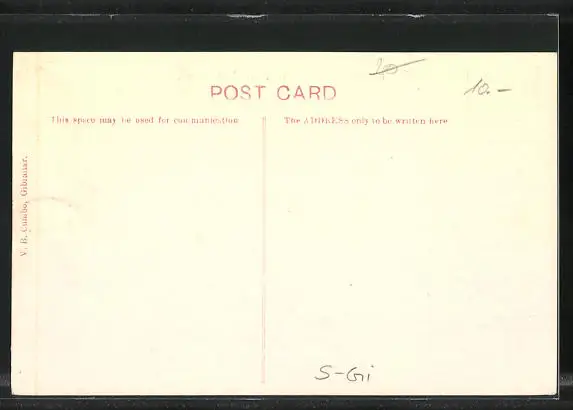 20
10.-
POST CARD
This space may be used for communication
The ADDRESS only to be written here
V. B. Cumbo, Gibraltar.
S-Gi